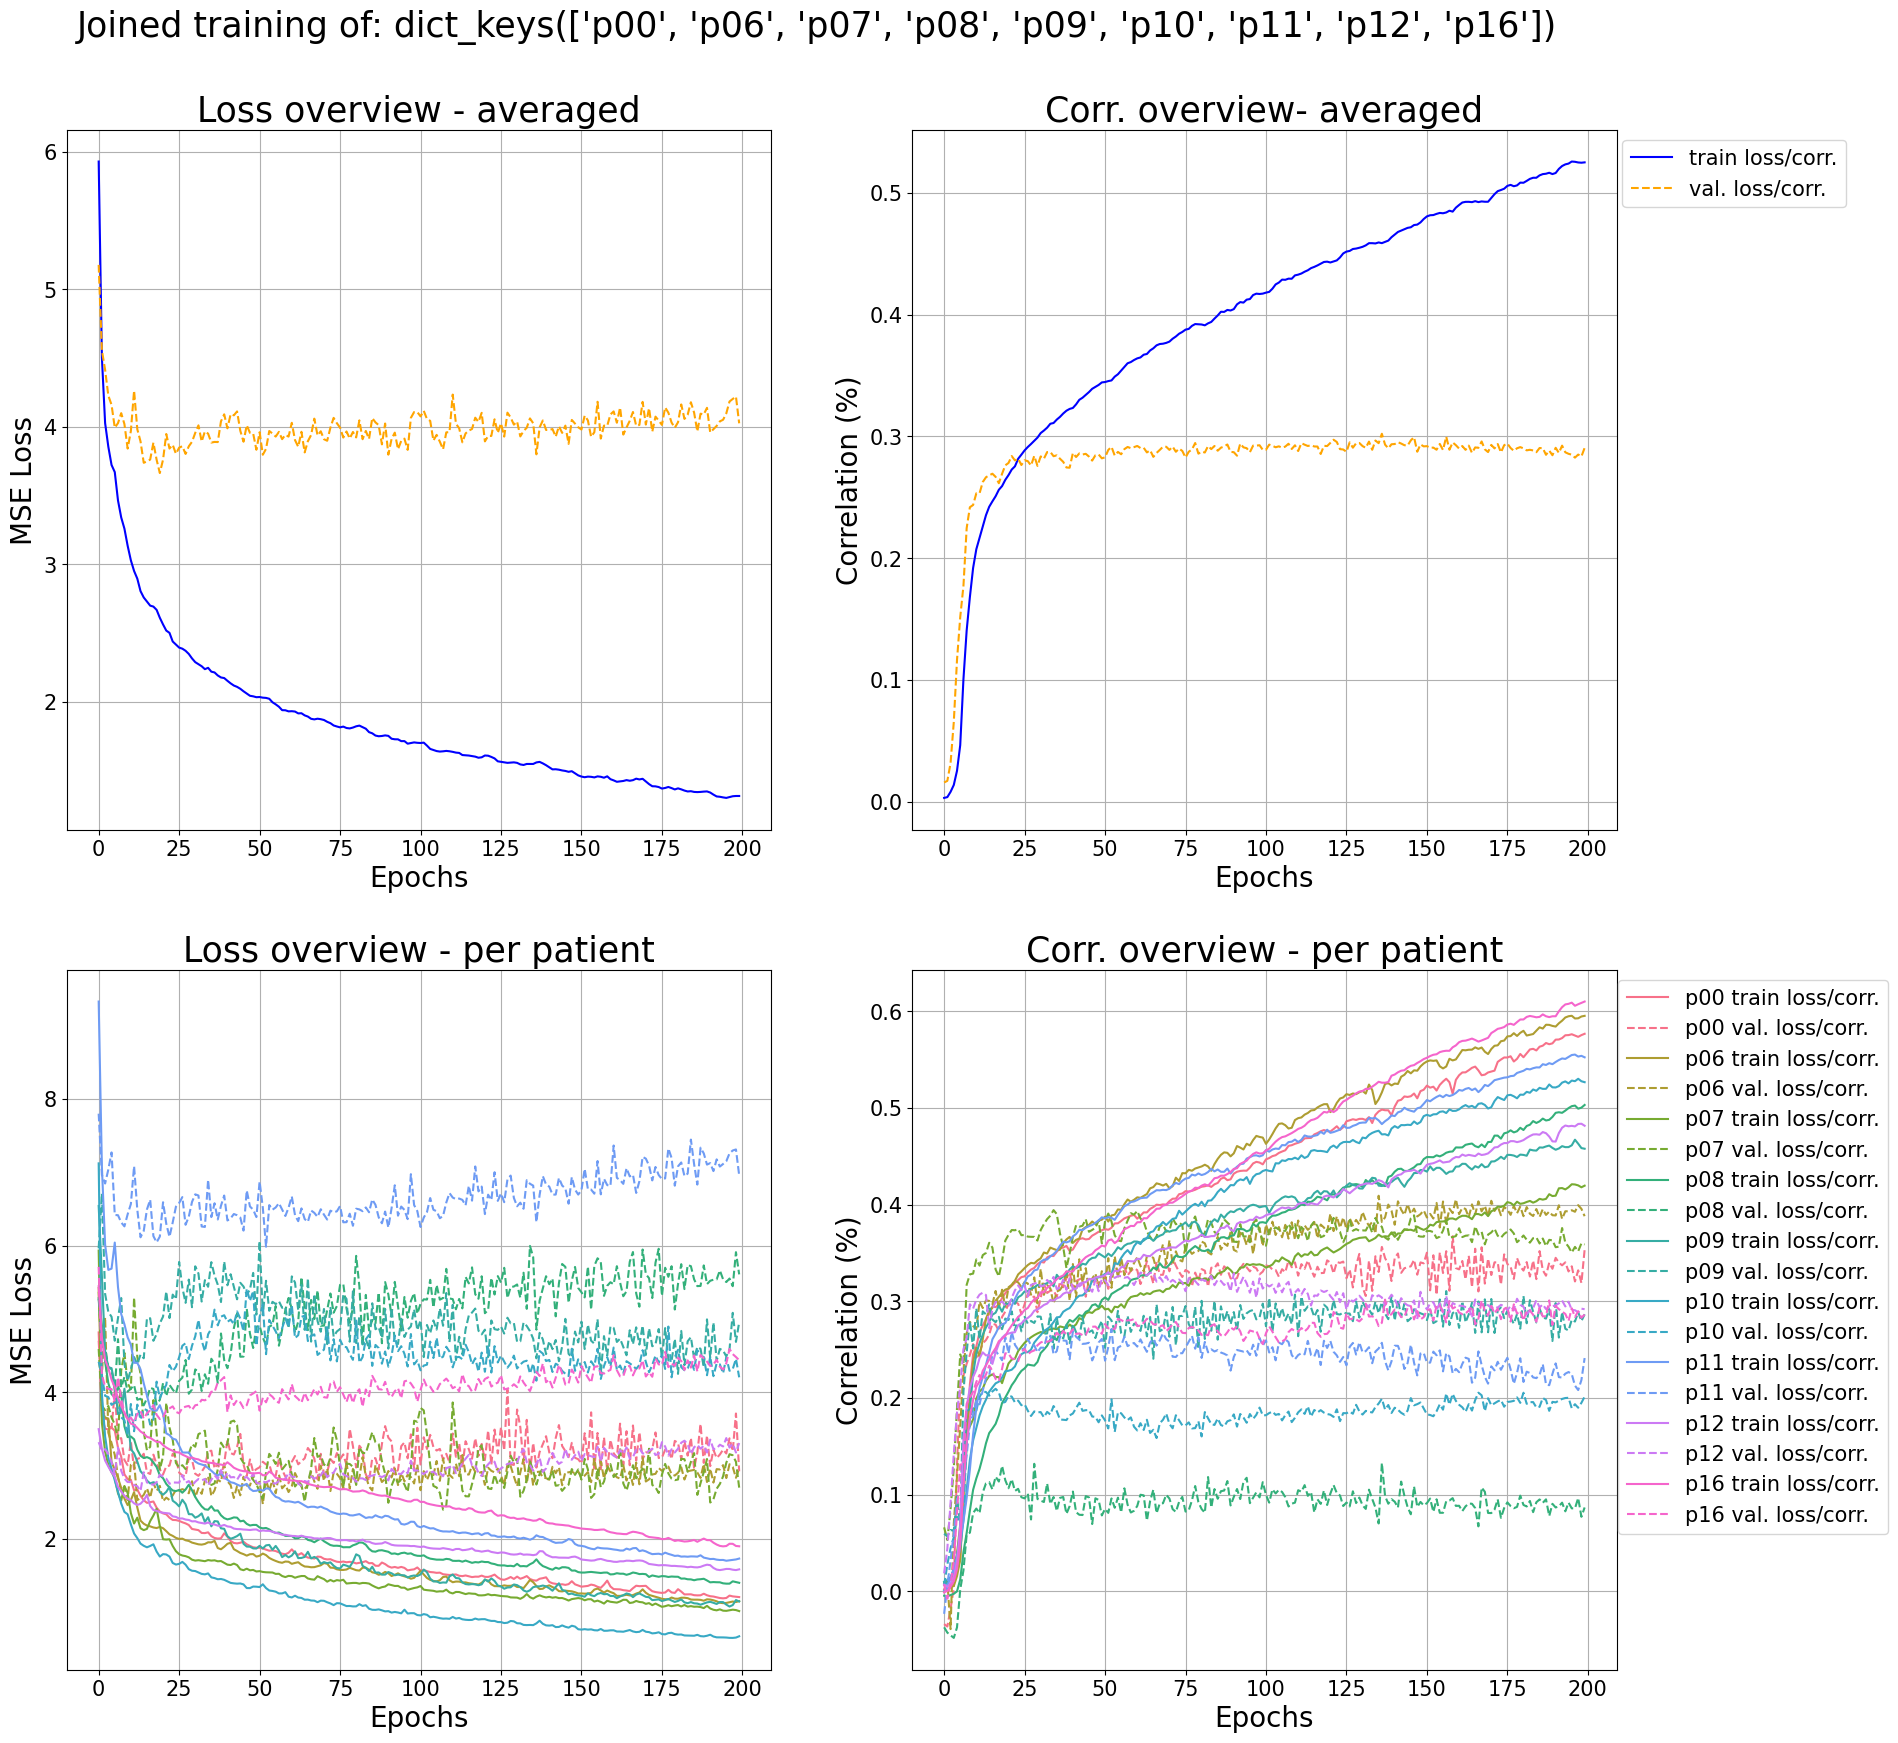 Joined training of: dict_keys(['p00', 'p06', 'p07', 'p08', 'p09', 'p10', 'p11', 'p12', 'p16'])
Loss overview - averaged
MSE Loss
6
5
4
3
2
0 25 50 75 100 125 150 175 200
Epochs
Corr. overview- averaged
Correlation (%)
0.5
0.4
0.3
0.2
0.1
0.0
0 25 50 75 100 125 150 175 200
Epochs
train loss/corr.
val. loss/corr.
Loss overview - per patient
MSE Loss
8
6
4
2
0 25 50 75 100 125 150 175 200
Epochs
Corr. overview - per patient
Correlation (%)
0.6
0.5
0.4
0.3
0.2
0.1
0.0
0 25 50 75 100 125 150 175 200
Epochs
p00 train loss/corr.
p00 val. loss/corr.
p06 train loss/corr.
p06 val. loss/corr.
p07 train loss/corr.
p07 val. loss/corr.
p08 train loss/corr.
p08 val. loss/corr.
p09 train loss/corr.
p09 val. loss/corr.
p10 train loss/corr.
p10 val. loss/corr.
p11 train loss/corr.
p11 val. loss/corr.
p12 train loss/corr.
p12 val. loss/corr.
p16 train loss/corr.
p16 val. loss/corr.